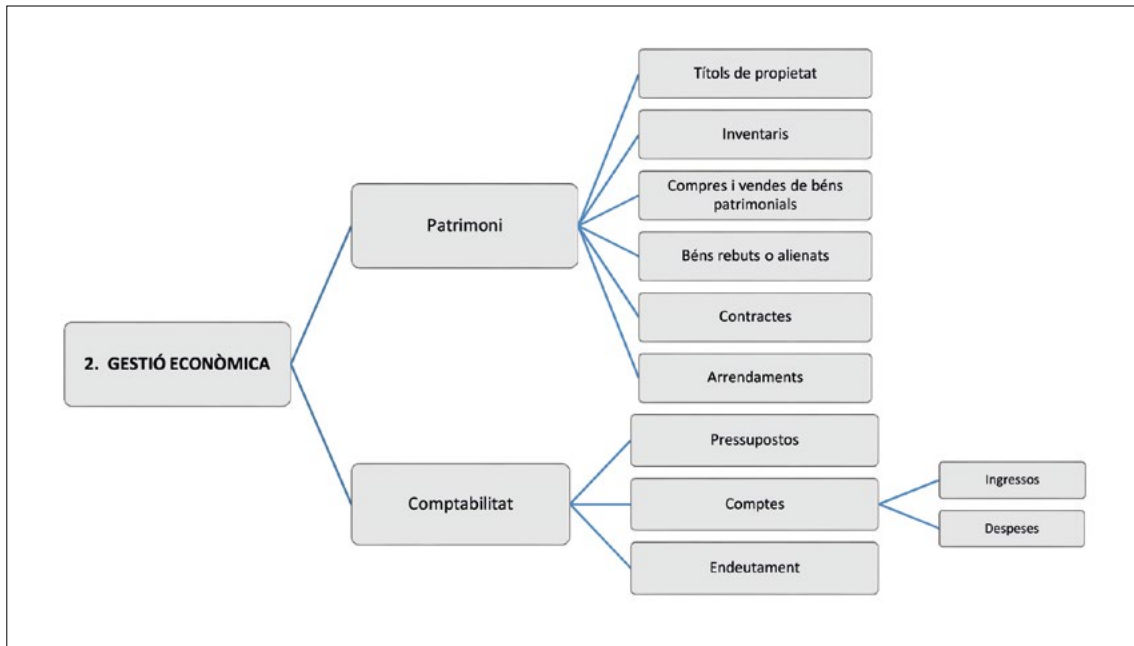 Títols de propietat
Inventaris
Compres i vendes de béns
patrimonials
Patrimoni
Béns rebuts o alienats
Contractes
2. GESTIÓ ECONÒMICA
Arrendaments
Pressupostos
Comptabilitat
Comptes
Ingressos
Despeses
Endeutament